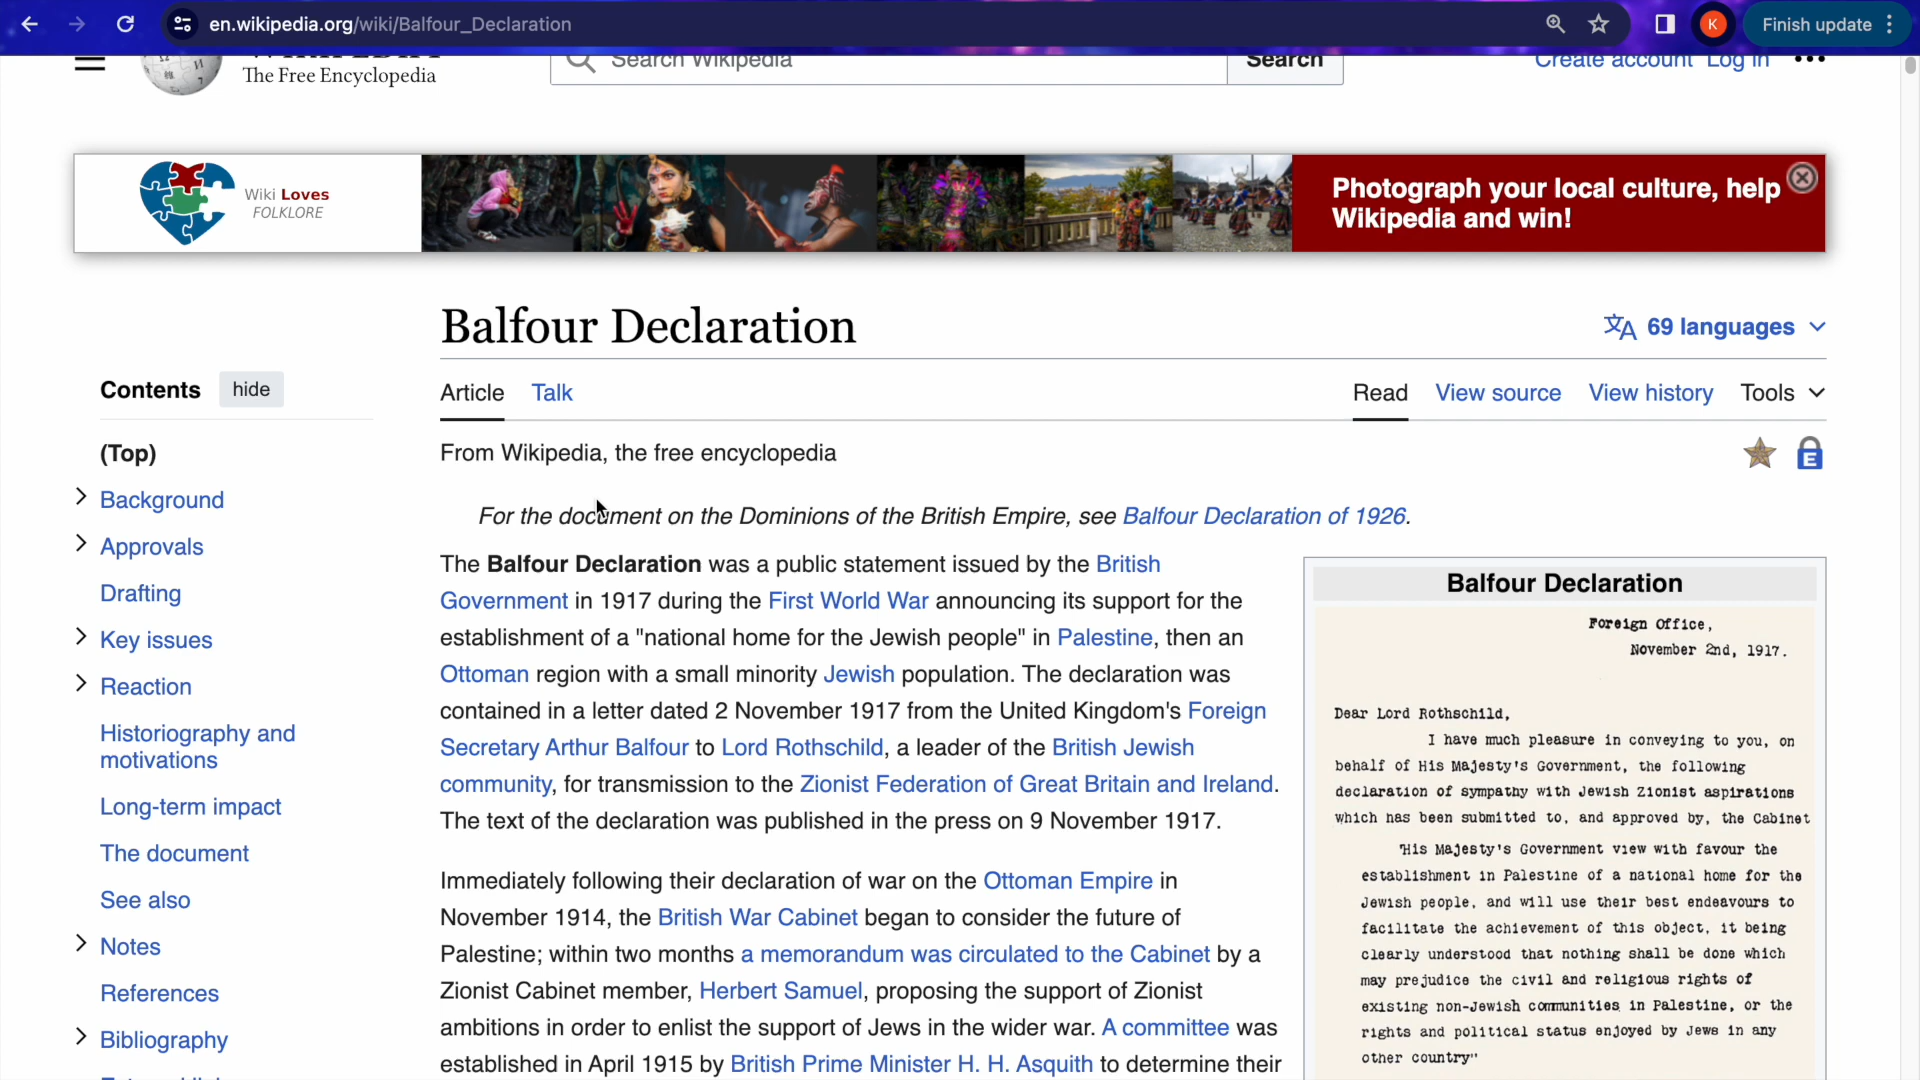 en.wikipedia.org/wiki/Balfour_Declaration
K
Finish update
The Free Encyclopedia
Search Wikipedia
Search
Create account Log in
Wiki Loves
FOLKLORE
Photograph your local culture, help
Wikipedia and win!
Balfour Declaration
69 languages
Contents hide
Article Talk
Read View source View history Tools
From Wikipedia, the free encyclopedia
E
(Top)
Background
Approvals
Drafting
Key issues
Reaction
Historiography and
motivations
Long-term impact
The document
See also
Notes
References
Bibliography
For the document on the Dominions of the British Empire, see Balfour Declaration of 1926.
The Balfour Declaration was a public statement issued by the British
Government in 1917 during the First World War announcing its support for the
establishment of a "national home for the Jewish people" in Palestine, then an
Ottoman region with a small minority Jewish population. The declaration was
contained in a letter dated 2 November 1917 from the United Kingdom's Foreign
Secretary Arthur Balfour to Lord Rothschild, a leader of the British Jewish
community, for transmission to the Zionist Federation of Great Britain and Ireland.
The text of the declaration was published in the press on 9 November 1917.
Immediately following their declaration of war on the Ottoman Empire in
November 1914, the British War Cabinet began to consider the future of
Palestine; within two months a memorandum was circulated to the Cabinet by a
Zionist Cabinet member, Herbert Samuel, proposing the support of Zionist
ambitions in order to enlist the support of Jews in the wider war. A committee was
established in April 1915 by British Prime Minister H. H. Asquith to determine their
Balfour Declaration
Foreign Office,
November 2nd, 1917.
Dear Lord Rothschild,
I have much pleasure in conveying to you, on
behalf of His Majesty's Government, the following
declaration of sympathy with Jewish Zionist aspirations
which has been submitted to, and approved by, the Cabinet
"His Majesty's Government view with favour the
establishment in Palestine of a national home for the
Jewish people, and will use their best endeavours to
facilitate the achievement of this object, it being
clearly understood that nothing shall be done which
may prejudice the civil and religious rights of
existing non-Jewish communities in Palestine, or the
rights and political status enjoyed by Jews in any
other country"